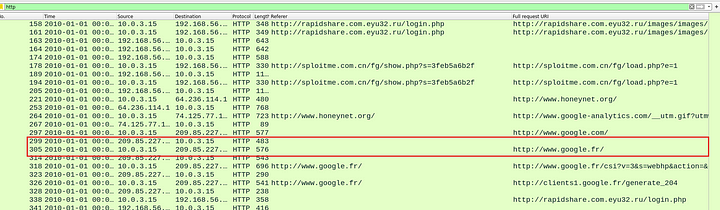 http
No. Time Source Destination Protocol Length Referer Full request URI
158 2010-01-01 00:0… 10.0.3.15 192.168.56.… HTTP 348 http://rapidshare.com.eyu32.ru/login.php http://rapidshare.com.eyu32.ru/images/images/
161 2010-01-01 00:0… 10.0.3.15 192.168.56.… HTTP 349 http://rapidshare.com.eyu32.ru/login.php http://rapidshare.com.eyu32.ru/images/images/
163 2010-01-01 00:0… 192.168.56.… 10.0.3.15 HTTP 643
164 2010-01-01 00:0… 192.168.56.… 10.0.3.15 HTTP 642
174 2010-01-01 00:0… 192.168.56.… 10.0.3.15 HTTP 588
178 2010-01-01 00:0… 10.0.3.15 192.168.56.… HTTP 330 http://sploitme.com.cn/fg/show.php?s=3feb5a6b2f http://sploitme.com.cn/fg/load.php?e=1
189 2010-01-01 00:0… 192.168.56.… 10.0.3.15 HTTP 11…
194 2010-01-01 00:0… 10.0.3.15 192.168.56.… HTTP 330 http://sploitme.com.cn/fg/show.php?s=3feb5a6b2f http://sploitme.com.cn/fg/load.php?e=1
205 2010-01-01 00:0… 192.168.56.… 10.0.3.15 HTTP 11…
221 2010-01-01 00:0… 10.0.3.15 64.236.114.1 HTTP 480 http://www.honeynet.org/
253 2010-01-01 00:0… 64.236.114.1 10.0.3.15 HTTP 768
264 2010-01-01 00:0… 10.0.3.15 74.125.77.1… HTTP 723 http://www.honeynet.org/ http://www.google-analytics.com/__utm.gif?utm
267 2010-01-01 00:0… 74.125.77.1… 10.0.3.15 HTTP 89
297 2010-01-01 00:0… 10.0.3.15 209.85.227.… HTTP 577 http://www.google.com/
299 2010-01-01 00:0… 209.85.227.… 10.0.3.15 HTTP 483
305 2010-01-01 00:0… 10.0.3.15 209.85.227.… HTTP 576 http://www.google.fr/
314 2010-01-01 00:0… 209.85.227.… 10.0.3.15 HTTP 543
318 2010-01-01 00:0… 10.0.3.15 209.85.227.… HTTP 696 http://www.google.fr/ http://www.google.fr/csi?v=3&s=webhp&action=&
323 2010-01-01 00:0… 209.85.227.… 10.0.3.15 HTTP 290
326 2010-01-01 00:0… 10.0.3.15 209.85.227.… HTTP 541 http://www.google.fr/ http://clients1.google.fr/generate_204
328 2010-01-01 00:0… 209.85.227.… 10.0.3.15 HTTP 238
338 2010-01-01 00:0… 10.0.3.15 192.168.56.… HTTP 358 http://rapidshare.com.eyu32.ru/login.php
341 2010-01-01 00:0… 192.168.56.… 10.0.3.15 HTTP 416